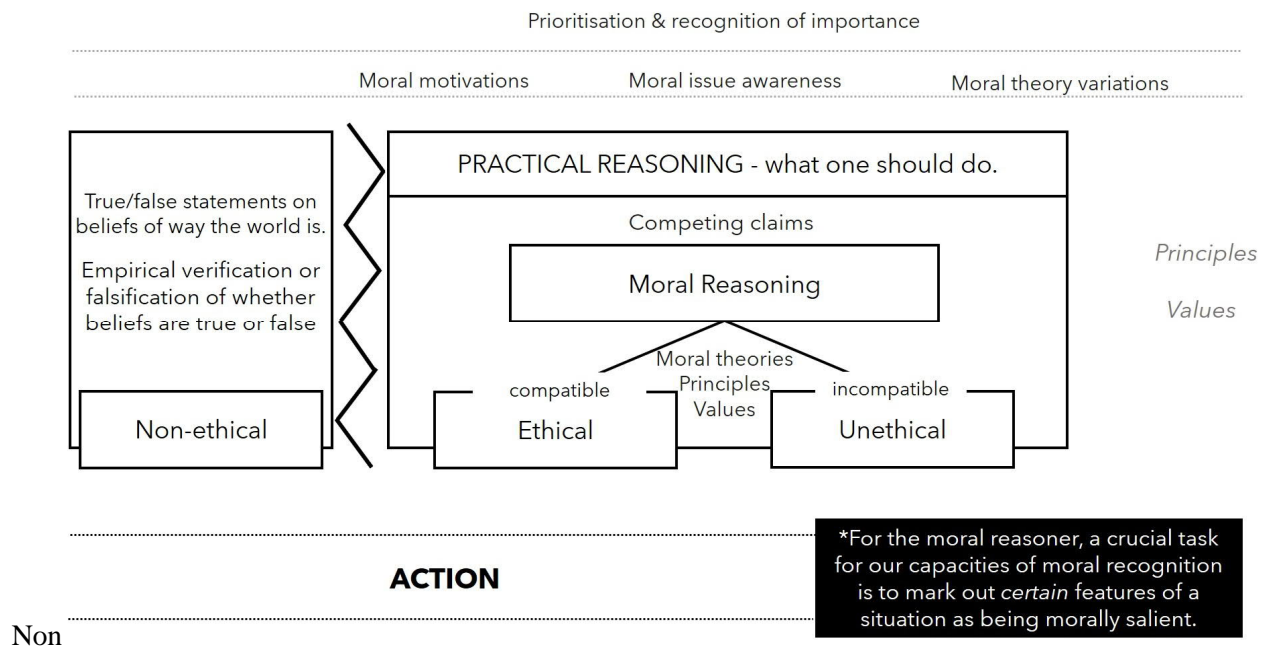 Prioritisation & recognition of importance
Moral motivations
Moral issue awareness
Moral theory variations
True/false statements on
beliefs of way the world is.
Empirical verification or
falsification of whether
beliefs are true or false
Non-ethical
PRACTICAL REASONING - what one should do.
Competing claims
Moral Reasoning
Moral theories
Principles
Values
compatible
Ethical
incompatible
Unethical
Principles
Values
ACTION
*For the moral reasoner, a crucial task
for our capacities of moral recognition
is to mark out certain features of a
situation as being morally salient.
Non